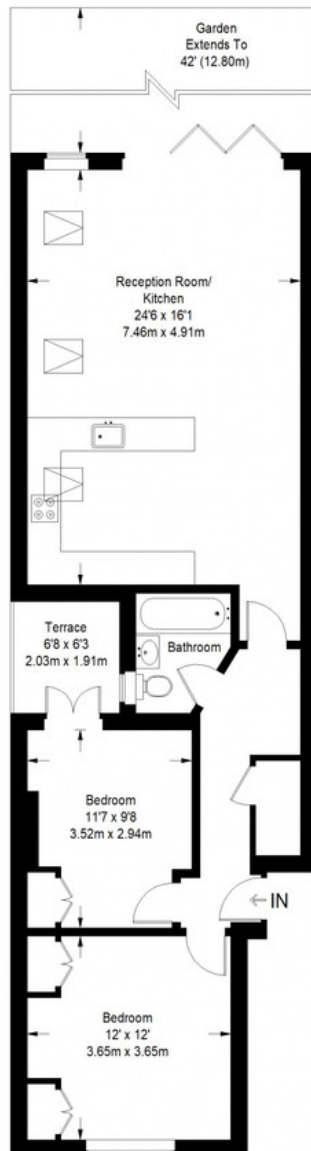 Garden
Extends To
42' (12.80m)
Reception Room/
Kitchen
24'6 x 16'1
7.46m x 4.91m
Terrace
6'8 x 6'3
2.03m x 1.91m
Bathroom
Bedroom
11'7 x 9'8
3.52m x 2.94m
IN
Bedroom
12' x 12'
3.65m x 3.65m